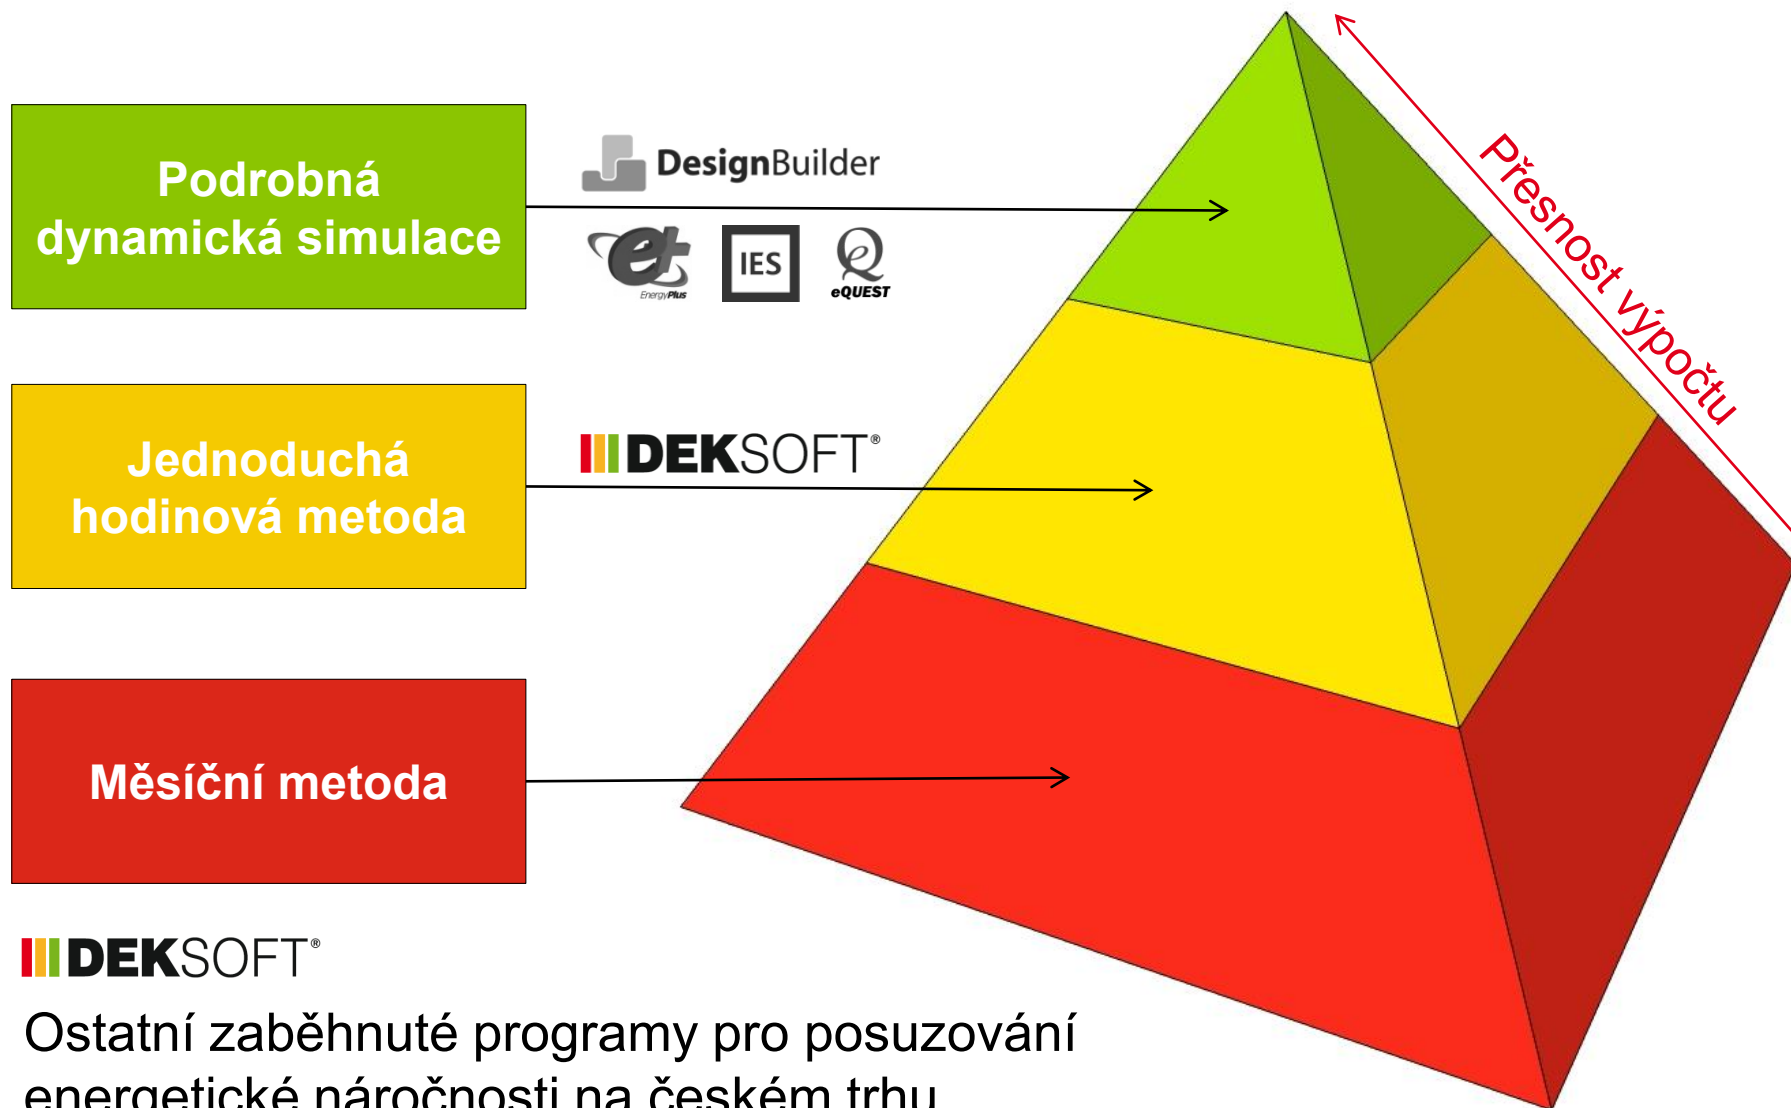 Podrobná
dynamická simulace
DesignBuilder
et
EnergyPlus
IES
eQUEST
Přesnost výpočtu
Jednoduchá
hodinová metoda
DEKSOFT®
Měsíční metoda
DEKSOFT®
Ostatní zaběhnuté programy pro posuzování
energetické náročnosti na českém trhu